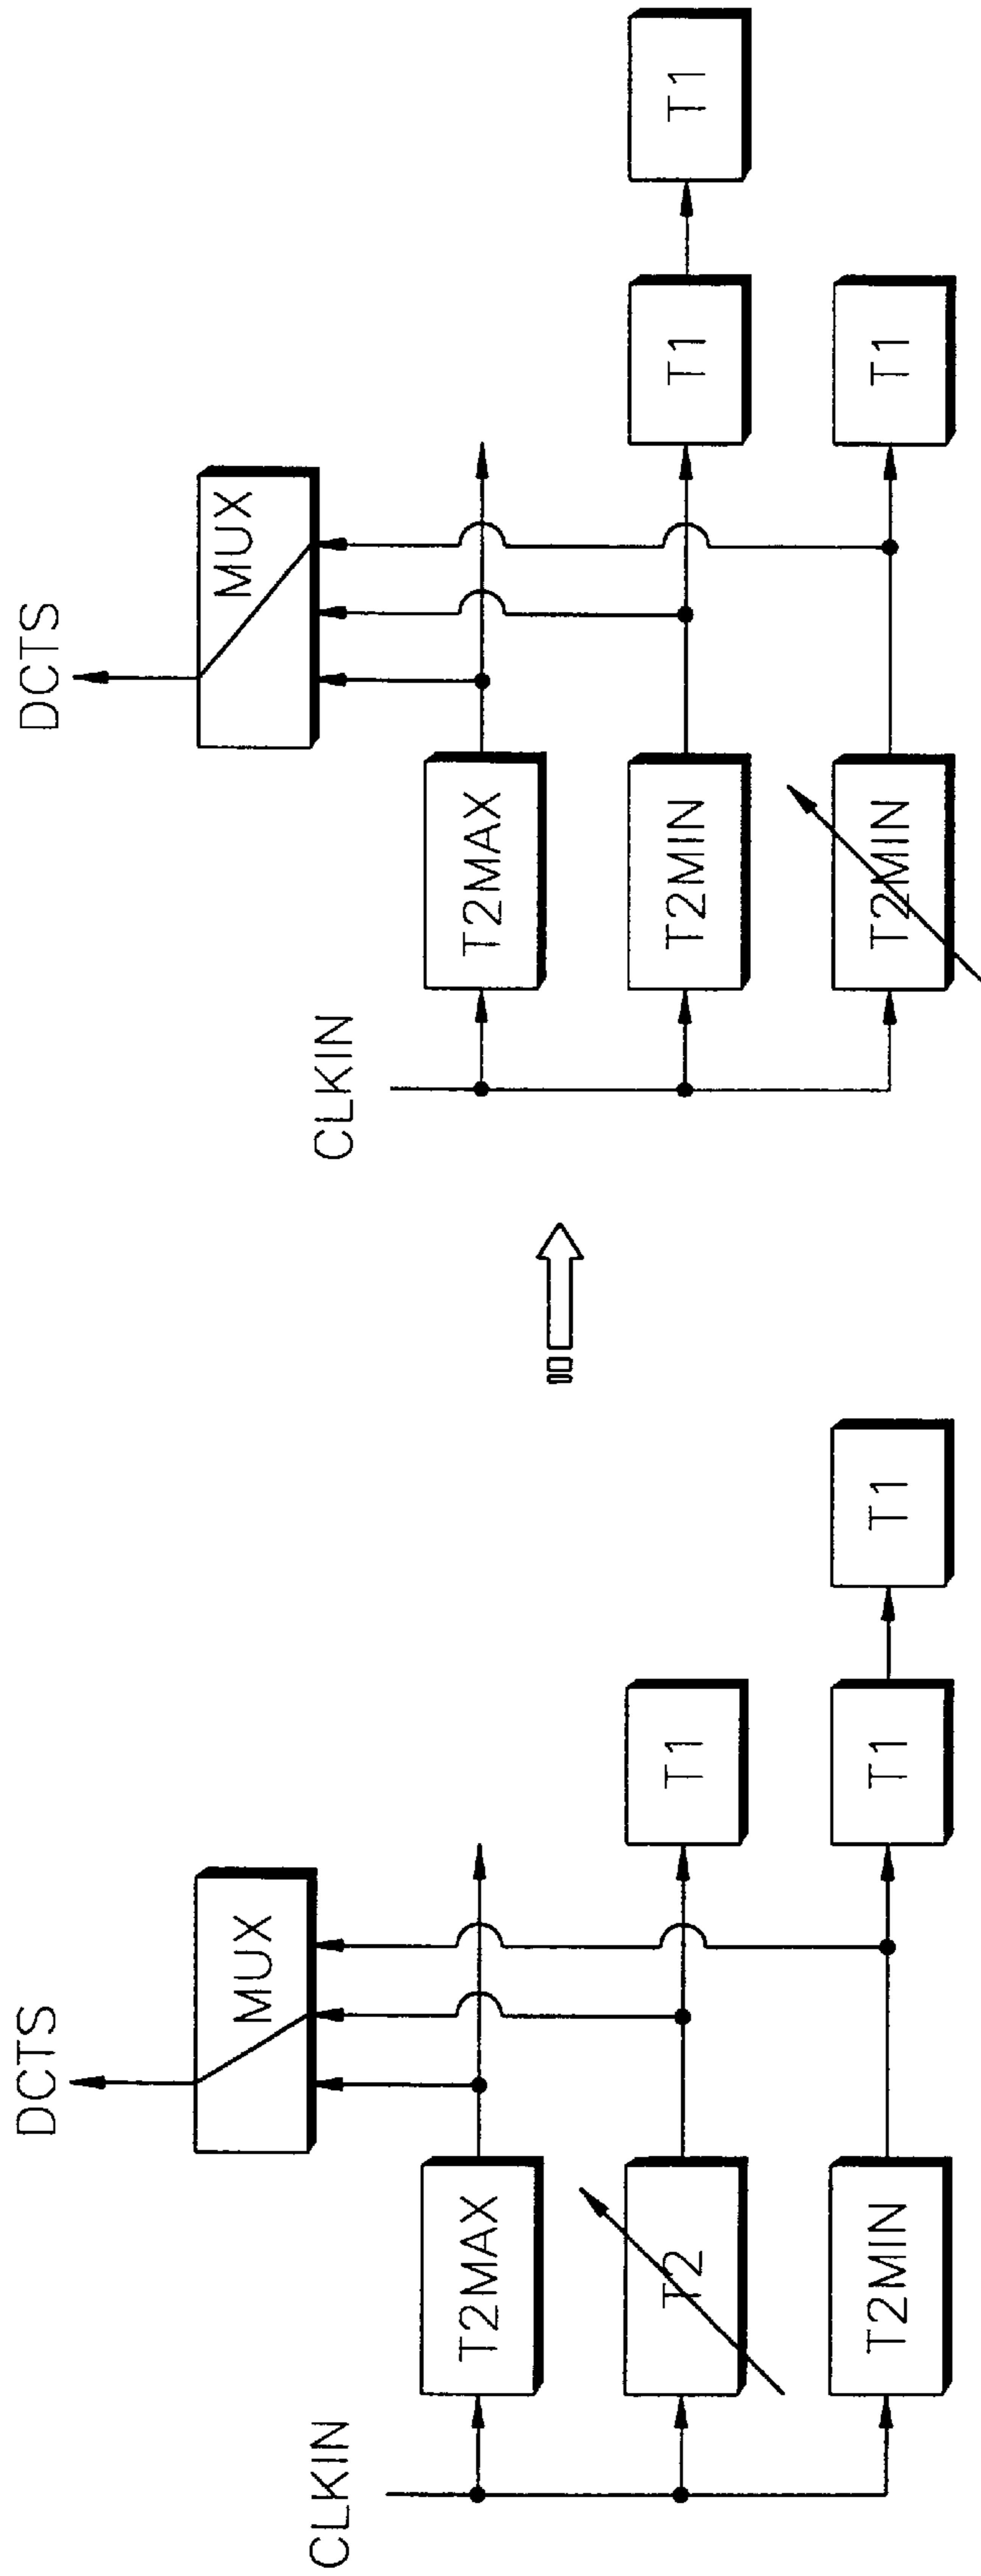 DCTS
MUX
CLKIN
T2MAX
T2
T1
T2MIN
T1
T1
DCTS
MUX
CLKIN
T2MAX
T2MIN
T1
T1
T2MIN
T1